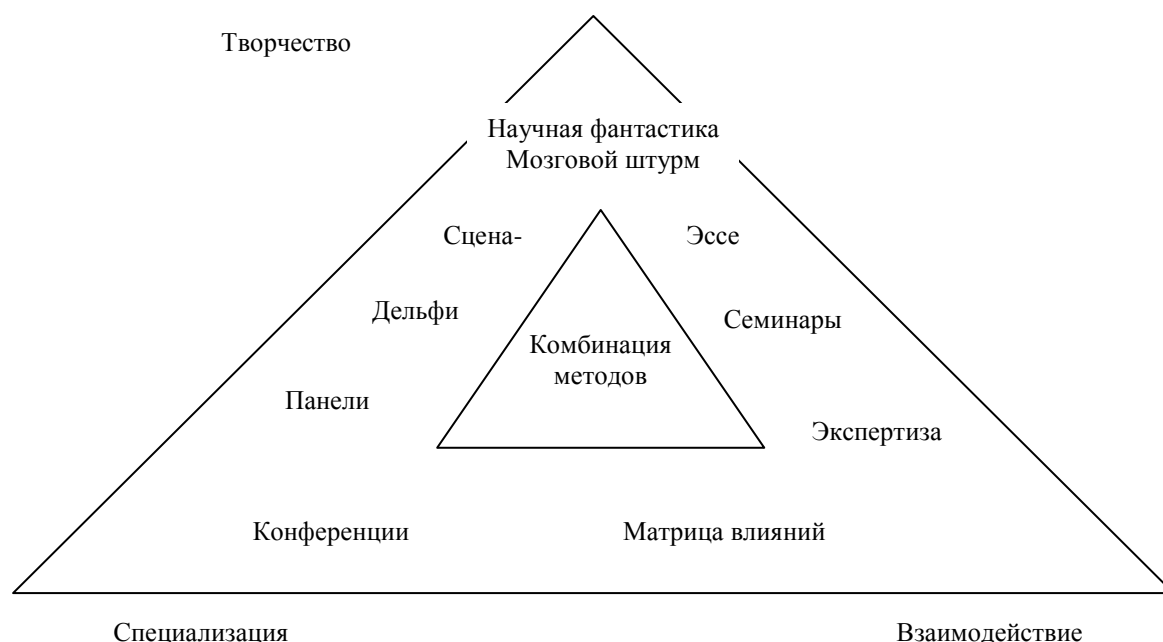 Творчество
Научная фантастика
Мозговой штурм
Сцена-
Эссе
Дельфи
Семинары
Комбинация
методов
Панели
Экспертиза
Конференции
Матрица влияний
Специализация
Взаимодействие